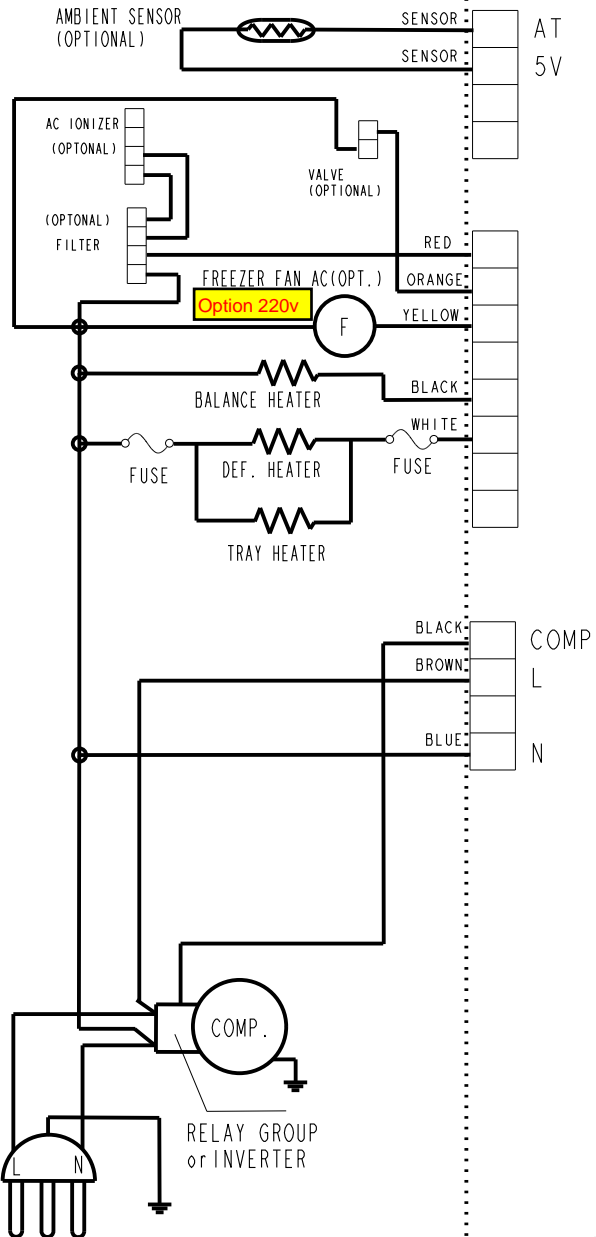 AMBIENT SENSOR
(OPTIONAL)
SENSOR
AT
SENSOR
5V
AC IONIZER
(OPTONAL)
VALVE
(OPTIONAL)
(OPTONAL)
FILTER
RED
FREEZER FAN AC(OPT.)
ORANGE
Option 220v
F
YELLOW
BALANCE HEATER
BLACK
WHITE
FUSE
DEF. HEATER
FUSE
TRAY HEATER
BLACK
COMP
BROWN
L
BLUE
N
COMP.
RELAY GROUP
or INVERTER
L
N